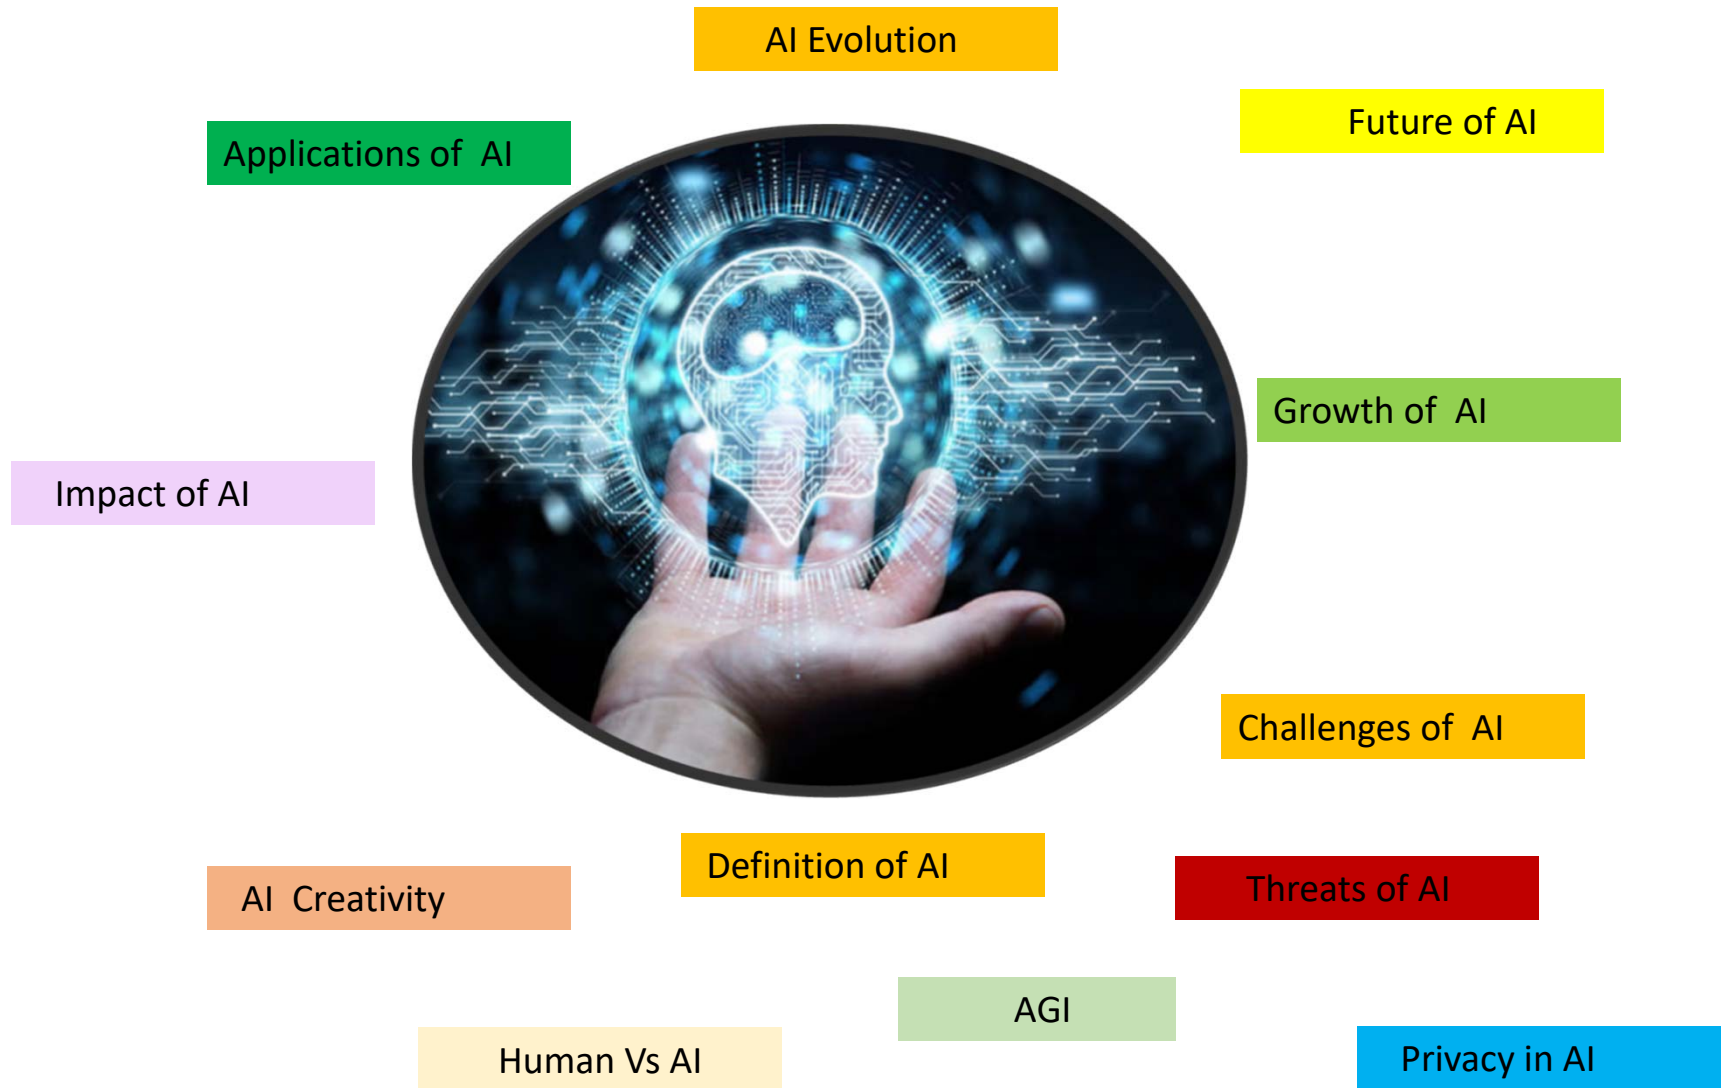 AI Evolution
Future of AI
Applications of  AI
Growth of  AI
Impact of AI
Challenges of  AI
Definition of AI
Threats of AI
AI  Creativity
AGI
Human Vs AI
Privacy in AI